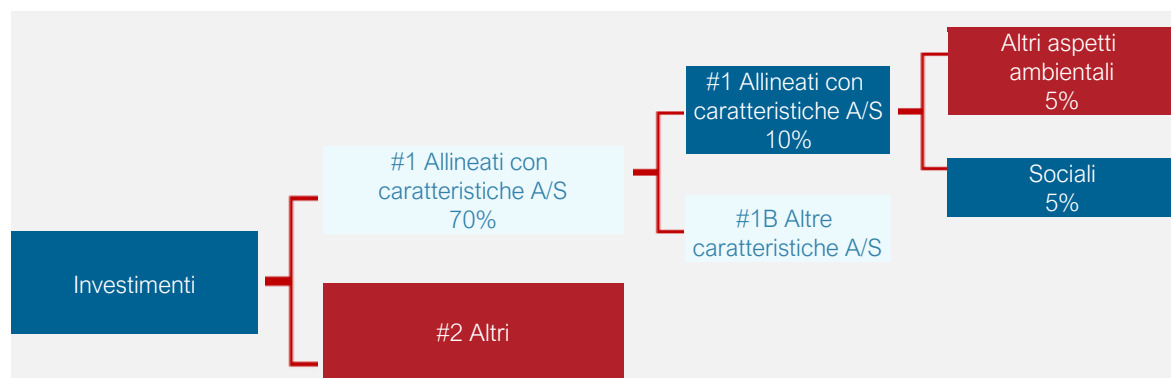 Investimenti
#1 Allineati con
caratteristiche A/S
70%
#2 Altri
#1 Allineati con
caratteristiche A/S
10%
#1B Altre
caratteristiche A/S
Altri aspetti
ambientali
5%
Sociali
5%